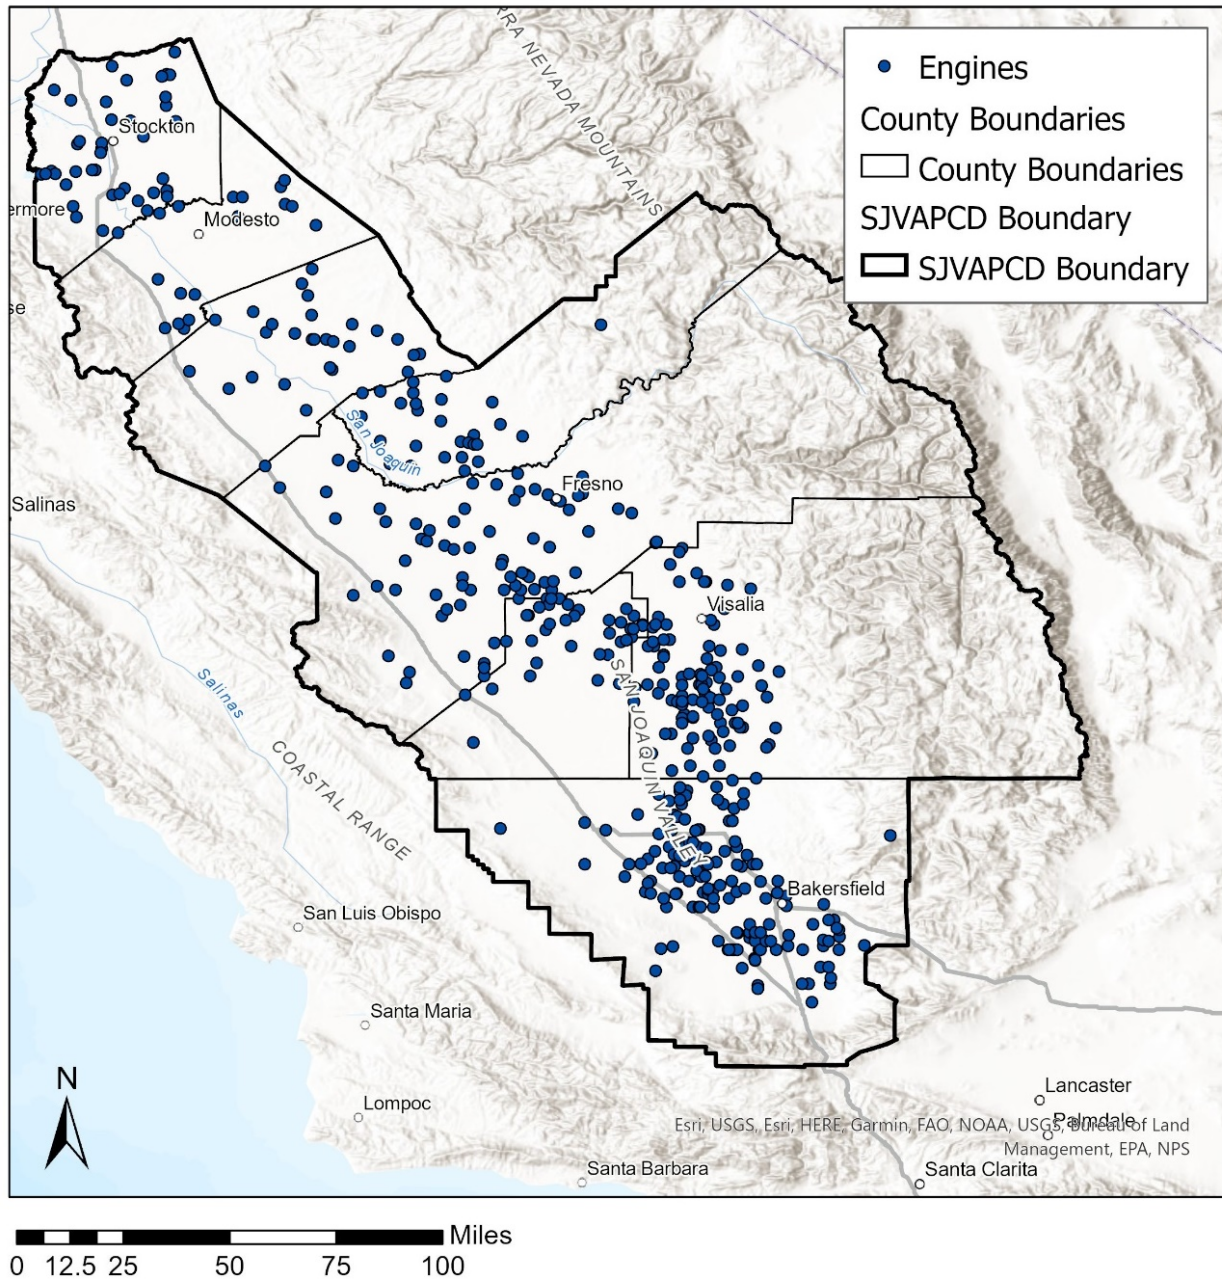 RRA NEVADA MOUNTAINS
Engines
County Boundaries
County Boundaries
SJVAPCD Boundary
SJVAPCD Boundary
Stockton
ermore
Modesto
se
San Joaquin
Fresno
Salinas
Visalia
Salinas
SAN JOAQUIN VALLEY
COASTAL RANGE
Bakersfield
San Luis Obispo
Santa Maria
N
Lompoc
Lancaster
Palmdale
Esri, USGS, Esri, HERE, Garmin, FAO, NOAA, USGS, Bureau of Land
Management, EPA, NPS
Santa Barbara
Santa Clarita
Miles
0 12.5 25 50 75 100